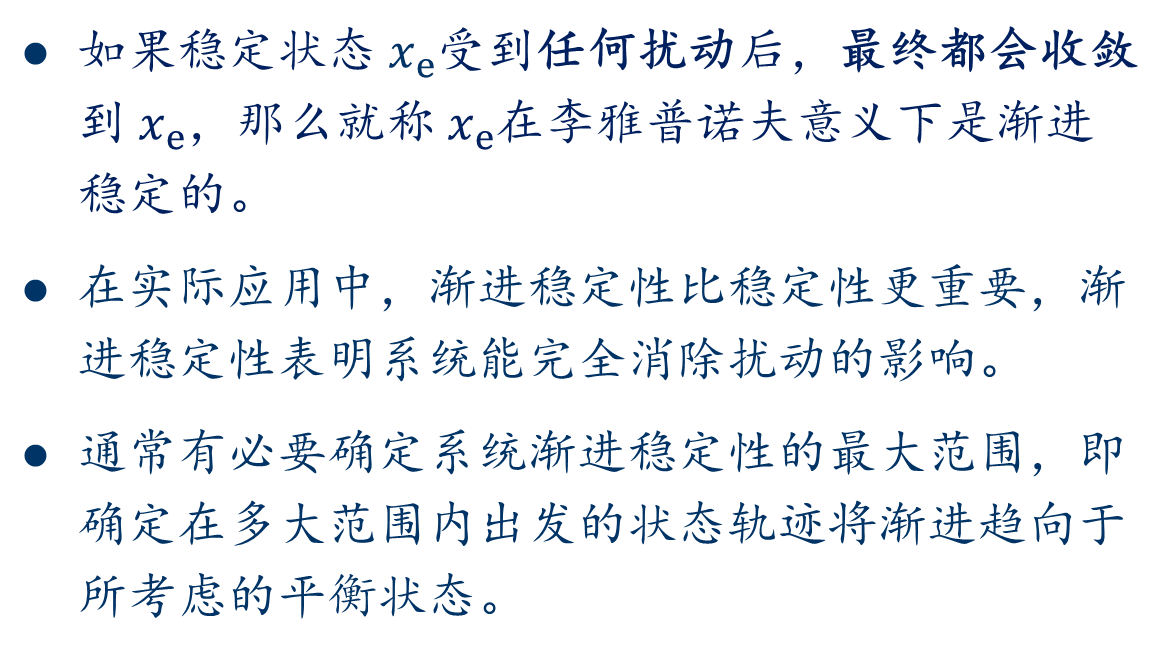 ● 如果稳定状态 xₑ受到任何扰动后，最终都会收敛
到 xₑ，那么就称 xₑ在李雅普诺夫意义下是渐进
稳定的。
● 在实际应用中，渐进稳定性比稳定性更重要，渐
进稳定性表明系统能完全消除扰动的影响。
● 通常有必要确定系统渐进稳定性的最大范围，即
确定在多大范围内出发的状态轨迹将渐进趋向于
所考虑的平衡状态。